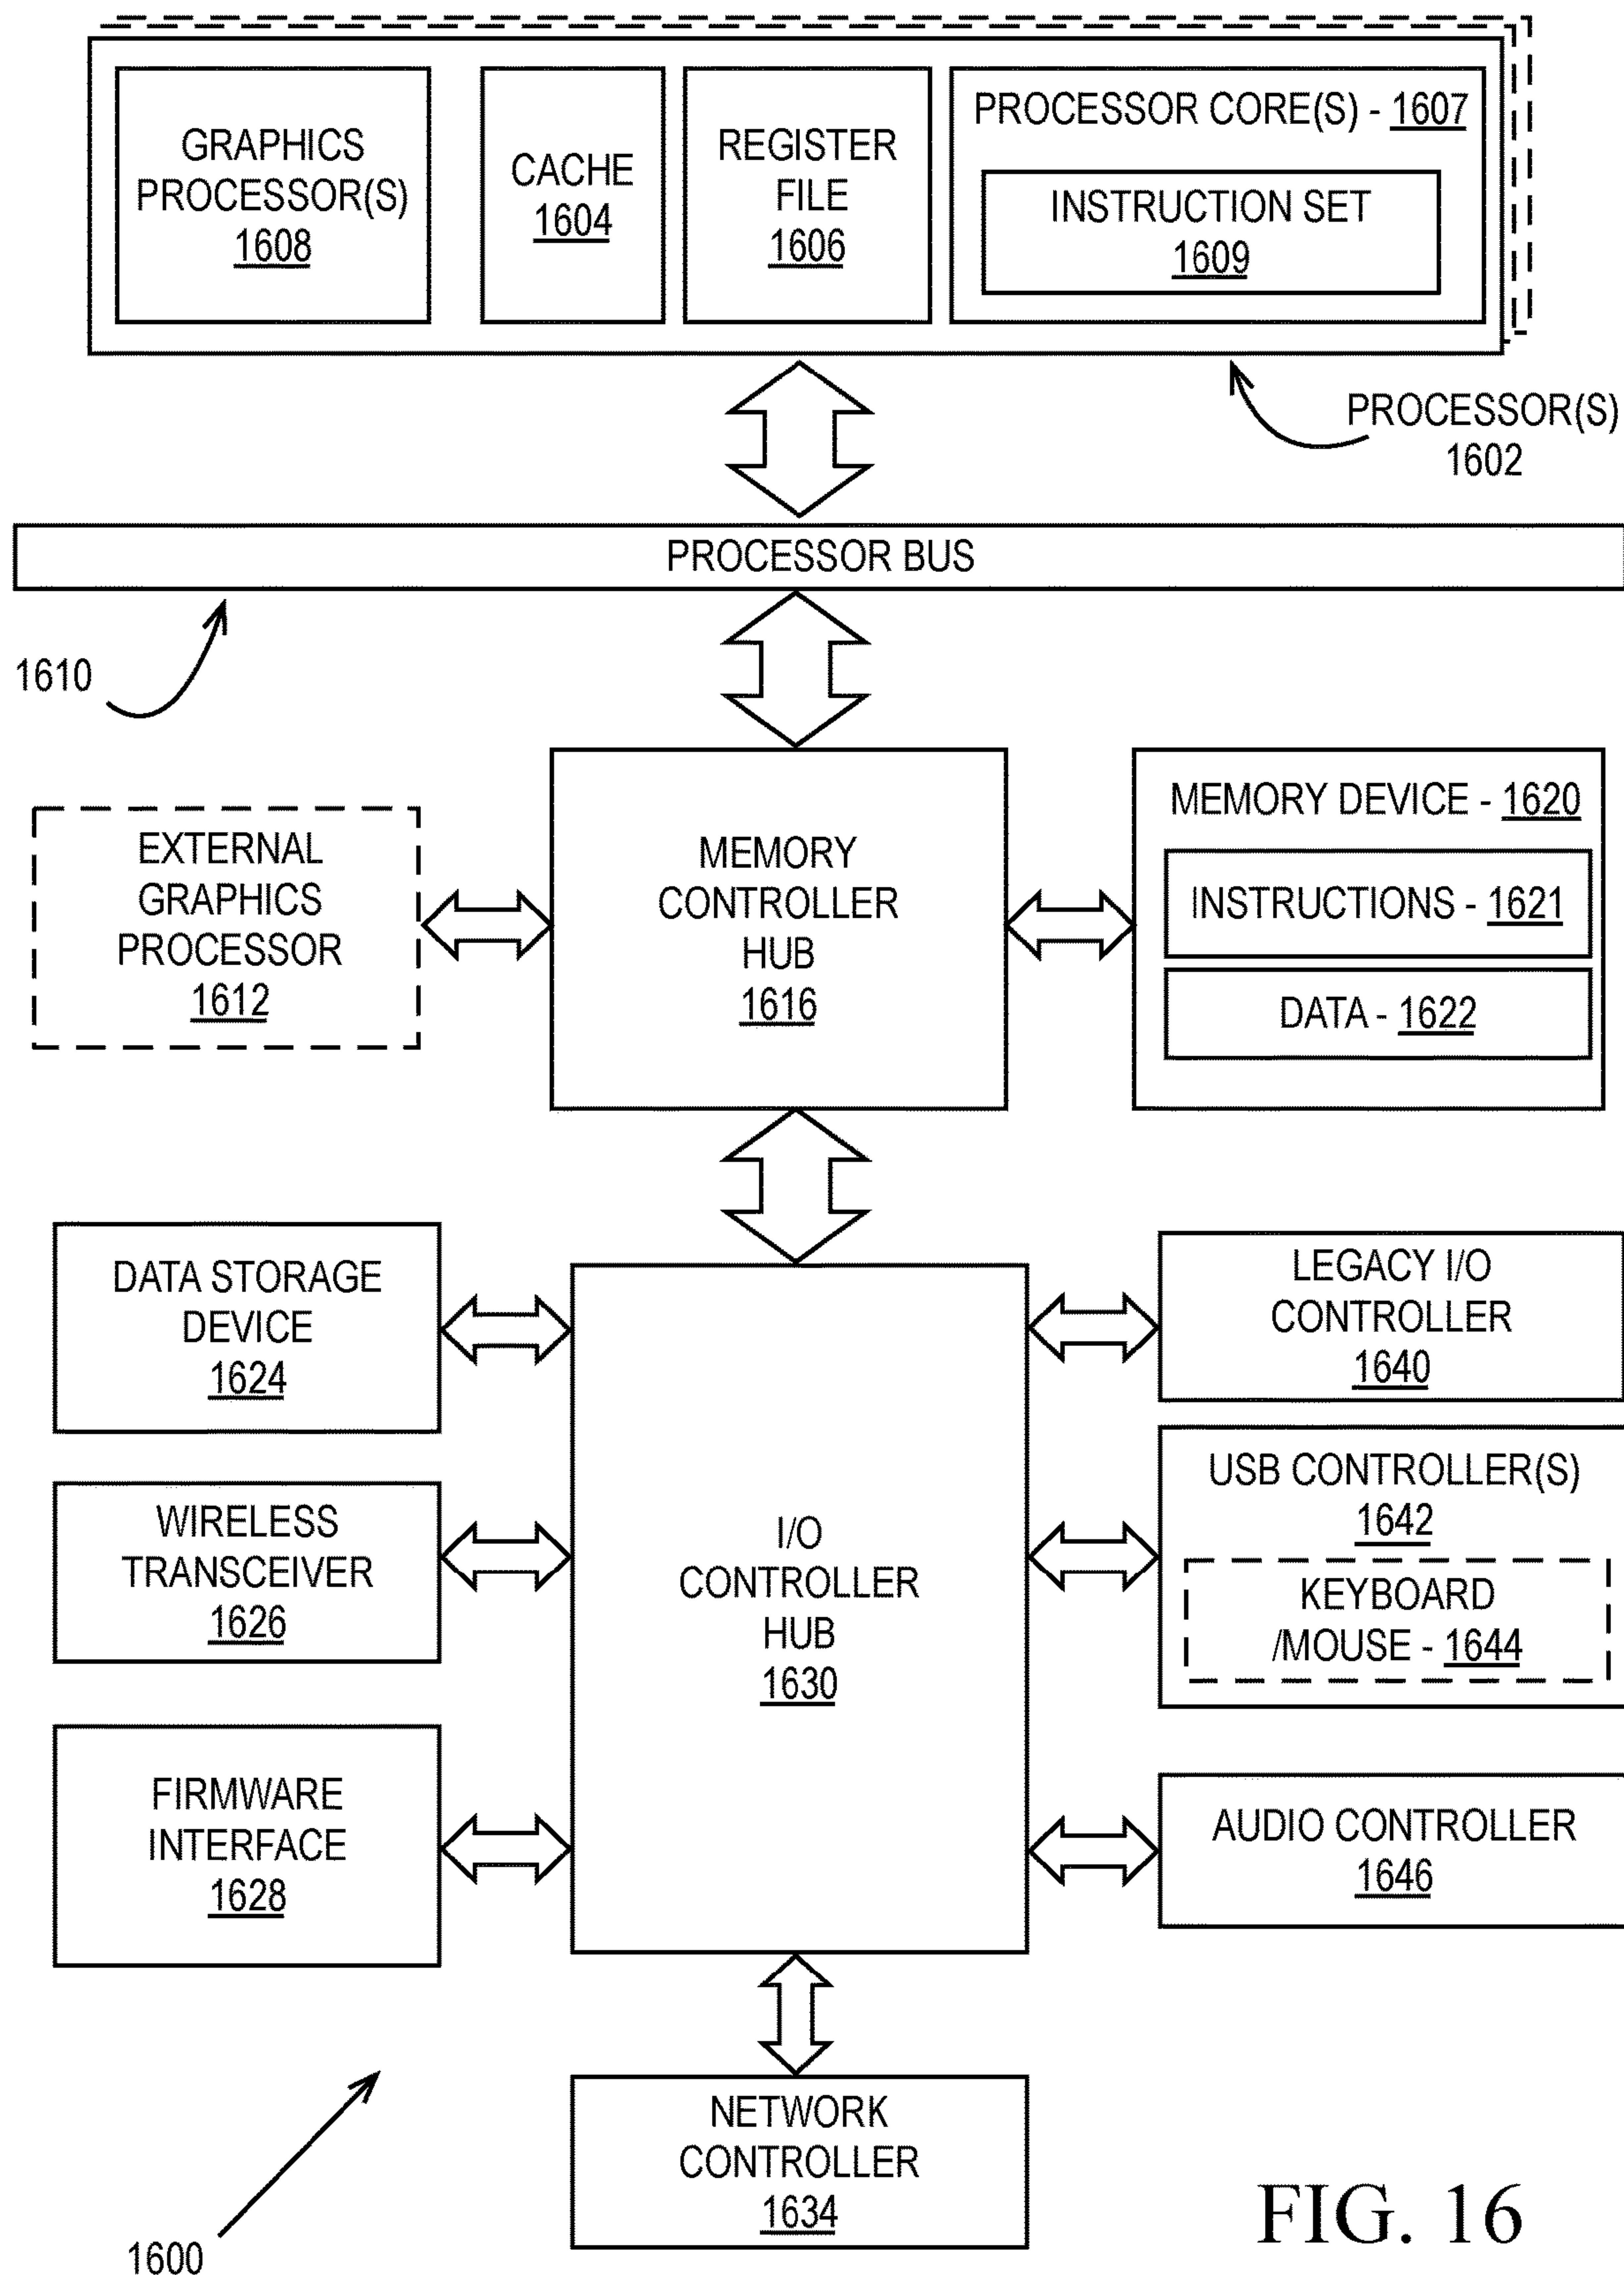 GRAPHICS
PROCESSOR(S)
1608
CACHE
1604
REGISTER
FILE
1606
PROCESSOR CORE(S) - 1607
INSTRUCTION SET
1609
PROCESSOR(S)
1602
PROCESSOR BUS
1610
EXTERNAL
GRAPHICS
PROCESSOR
1612
MEMORY
CONTROLLER
HUB
1616
MEMORY DEVICE - 1620
INSTRUCTIONS - 1621
DATA - 1622
DATA STORAGE
DEVICE
1624
WIRELESS
TRANSCEIVER
1626
FIRMWARE
INTERFACE
1628
I/O
CONTROLLER
HUB
1630
LEGACY I/O
CONTROLLER
1640
USB CONTROLLER(S)
1642
KEYBOARD
/MOUSE - 1644
AUDIO CONTROLLER
1646
NETWORK
CONTROLLER
1634
1600
FIG. 16